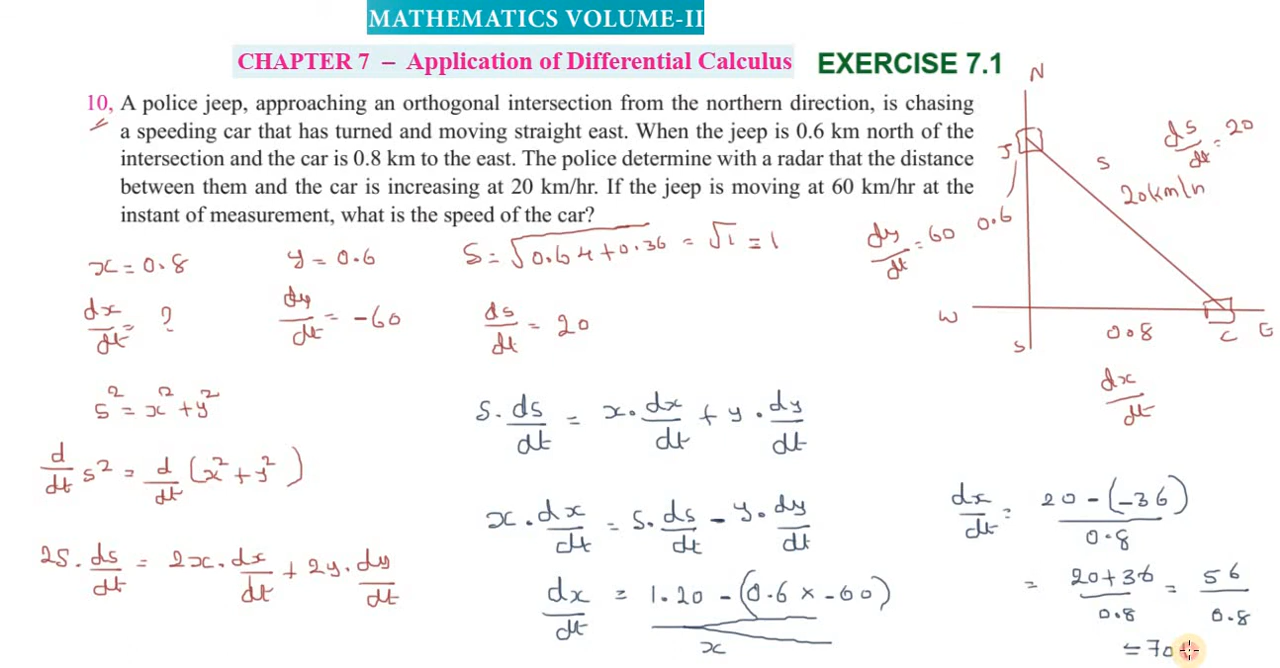 MATHEMATICS VOLUME-II
CHAPTER 7 – Application of Differential Calculus EXERCISE 7.1
10, A police jeep, approaching an orthogonal intersection from the northern direction, is chasing
a speeding car that has turned and moving straight east. When the jeep is 0.6 km north of the
intersection and the car is 0.8 km to the east. The police determine with a radar that the distance
between them and the car is increasing at 20 km/hr. If the jeep is moving at 60 km/hr at the
instant of measurement, what is the speed of the car?
x = 0.8
y = 0.6
S = √0.64+0.36 = √1 = 1
dx/dt = ?
dy/dt = -60
ds/dt = 20
s² = x² + y²
d/dt s² = d/dt (x² + y²)
2S . ds/dt = 2x . dx/dt + 2y . dy/dt
S . ds/dt = x . dx/dt + y . dy/dt
x . dx/dt = S . ds/dt - y . dy/dt
dx/dt = 1.20 - (0.6 × -60) / x
dx/dt = 20 - (-36) / 0.8
= 20+36 / 0.8 = 56 / 0.8
= 70
N
J
S
ds/dt = 20
20km/h
dy/dt = 60
0.6
W
S
0.8
C
E
dx/dt